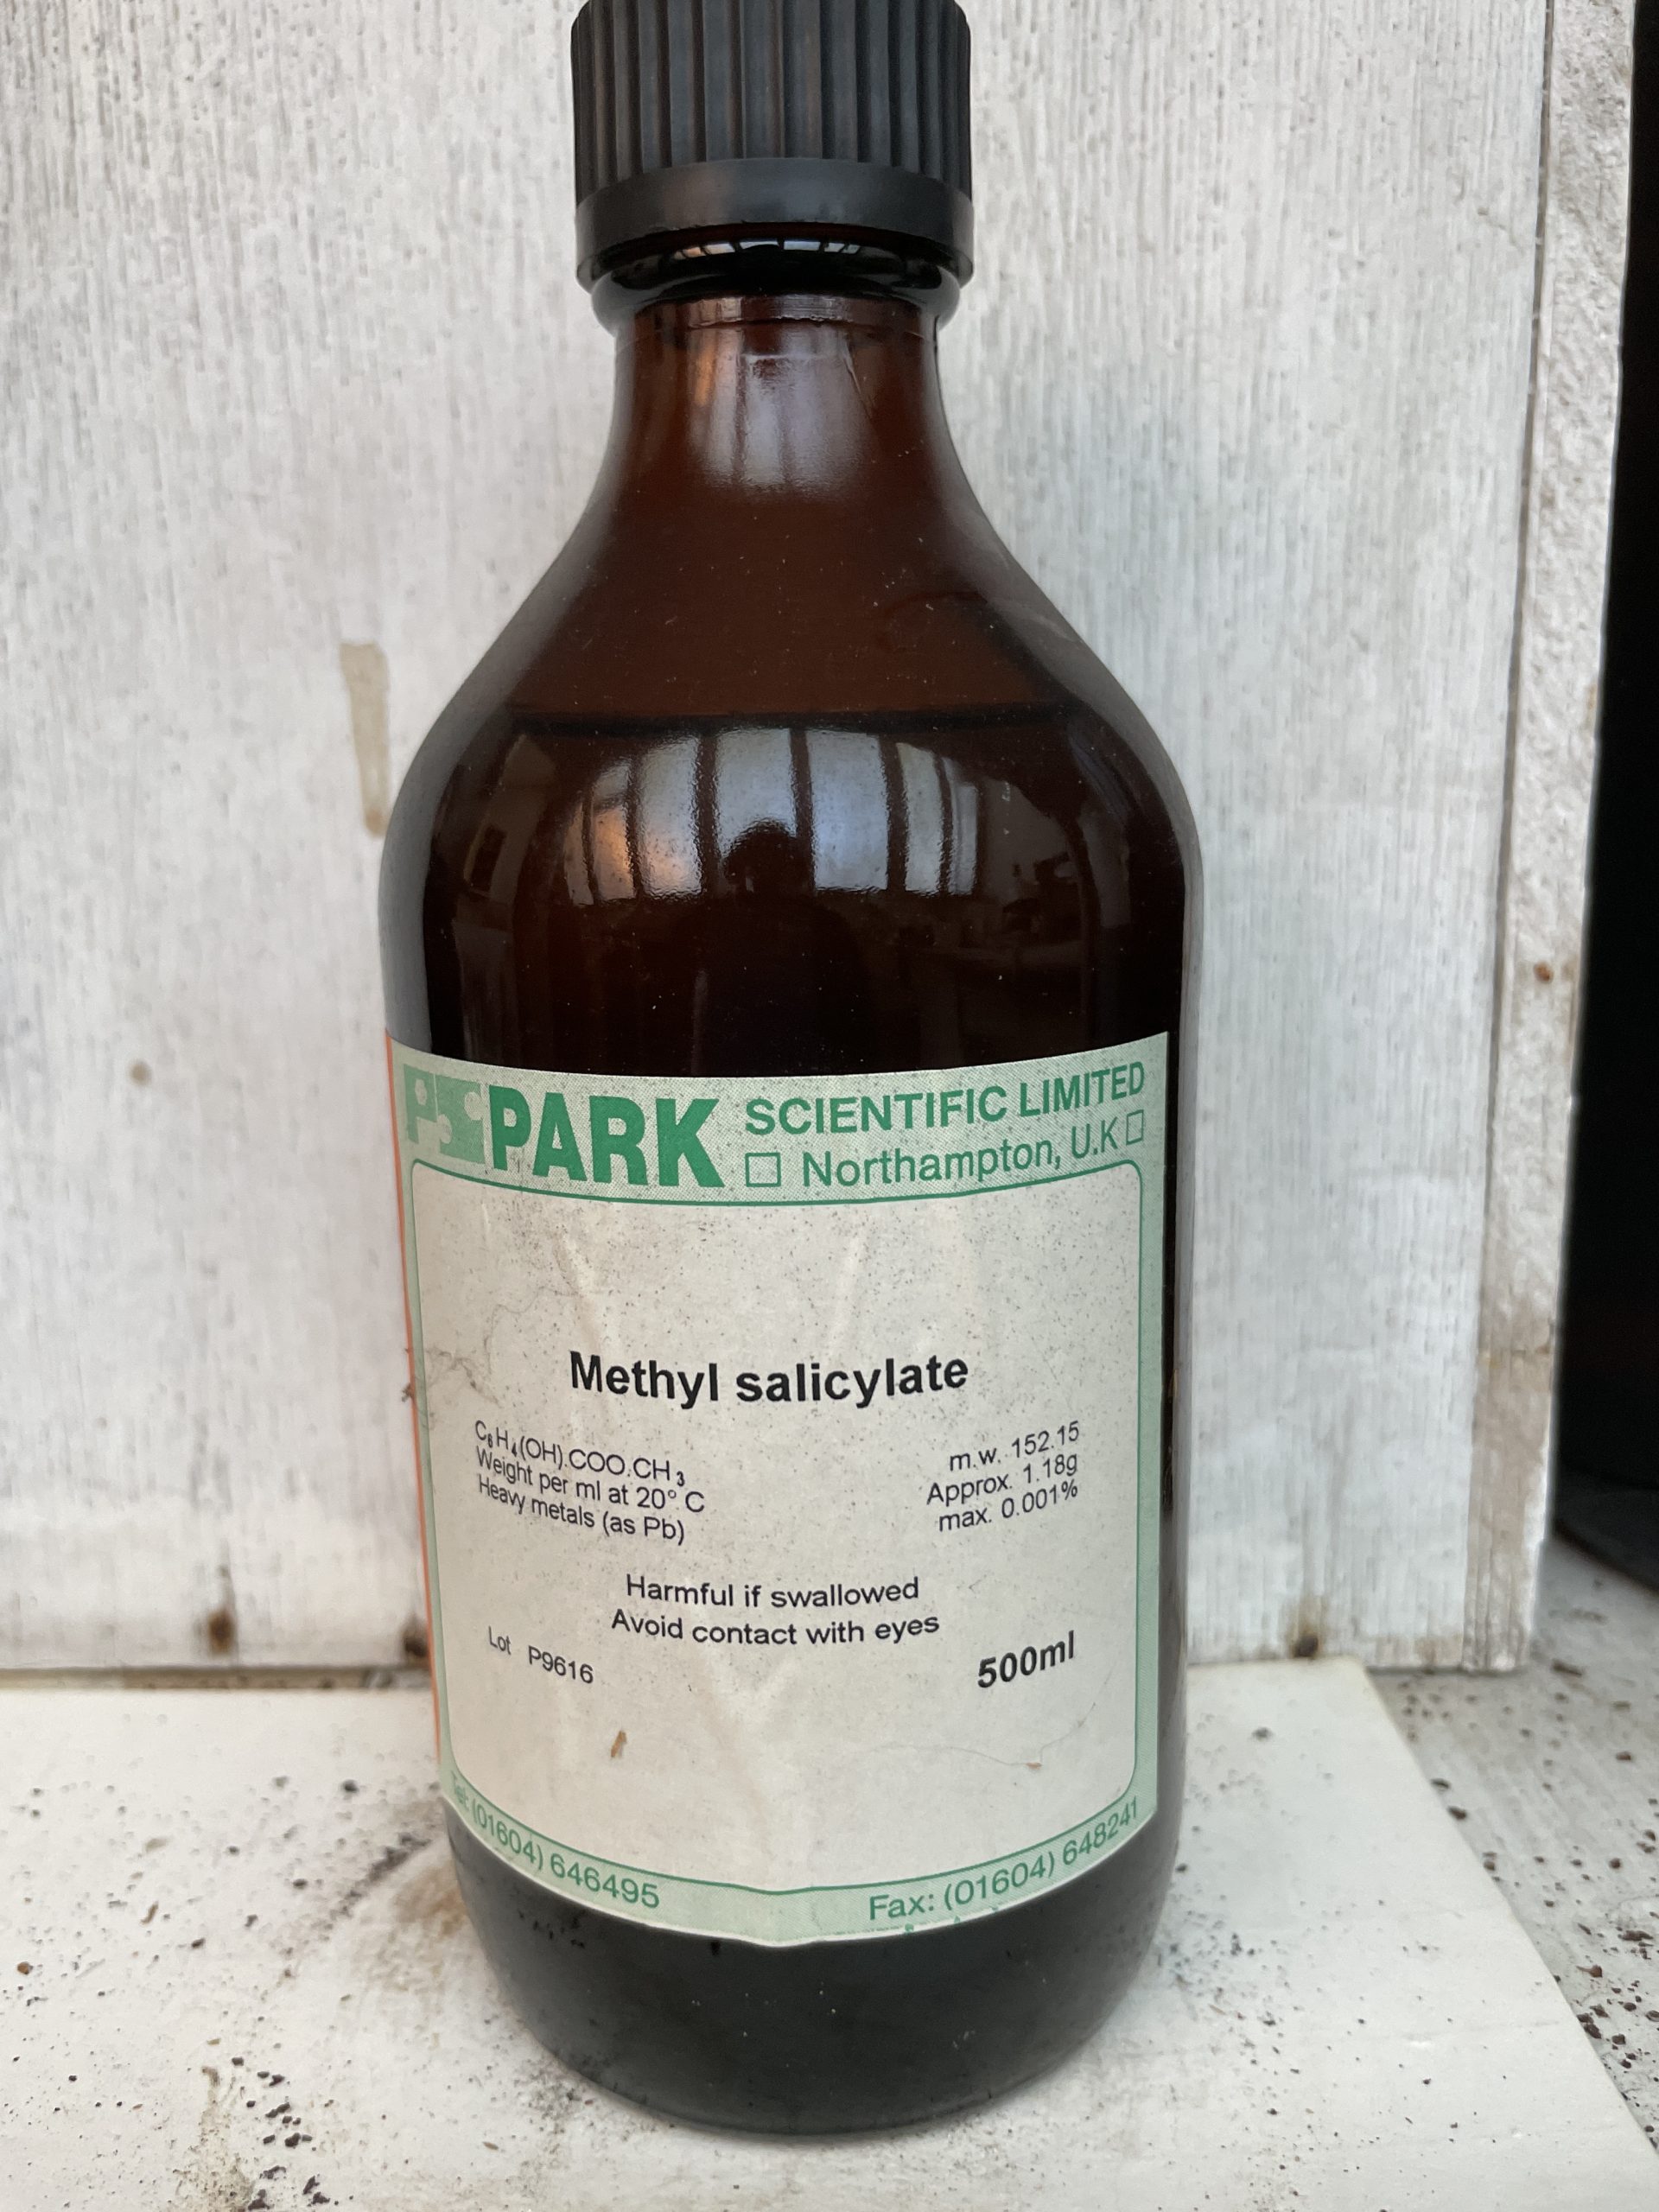 PSC PARK SCIENTIFIC LIMITED
☐ Northampton, U.K ☐
Methyl salicylate
C₆H₄(OH).COO.CH₃ m.w. 152.15
Weight per ml at 20° C Approx. 1.18g
Heavy metals (as Pb) max. 0.001%
Harmful if swallowed
Avoid contact with eyes
Lot P9616 500ml
Tel: (01604) 646495 Fax: (01604) 648241